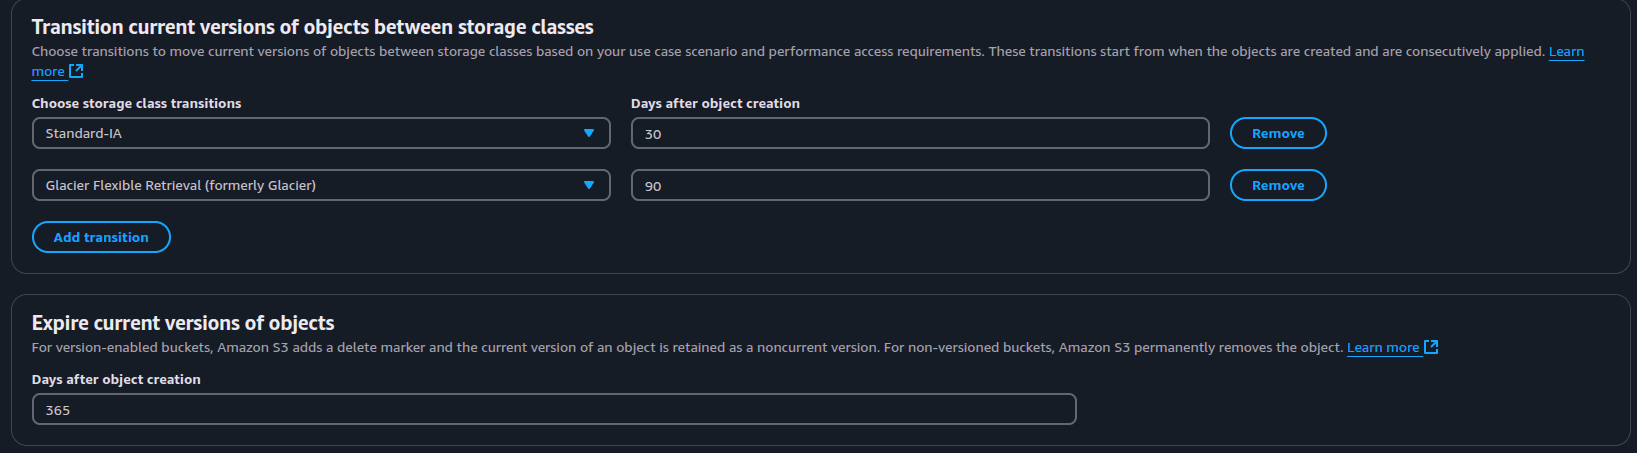 Transition current versions of objects between storage classes
Choose transitions to move current versions of objects between storage classes based on your use case scenario and performance access requirements. These transitions start from when the objects are created and are consecutively applied. Learn
more
Choose storage class transitions
Days after object creation
Standard-IA
30
Remove
Glacier Flexible Retrieval (formerly Glacier)
90
Remove
Add transition
Expire current versions of objects
For version-enabled buckets, Amazon S3 adds a delete marker and the current version of an object is retained as a noncurrent version. For non-versioned buckets, Amazon S3 permanently removes the object. Learn more
Days after object creation
365